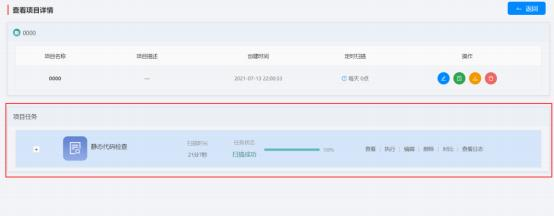 查看项目详情
← 返回
0000
项目名称 项目描述 创建时间 定时扫描 操作
0000 --- 2021-07-13 22:00:33 每天 0点
项目任务
+ 静态代码检查 扫描时长 任务状态 100% 查看 | 执行 | 编辑 | 删除 | 对比 | 查看日志
21分7秒 扫描成功